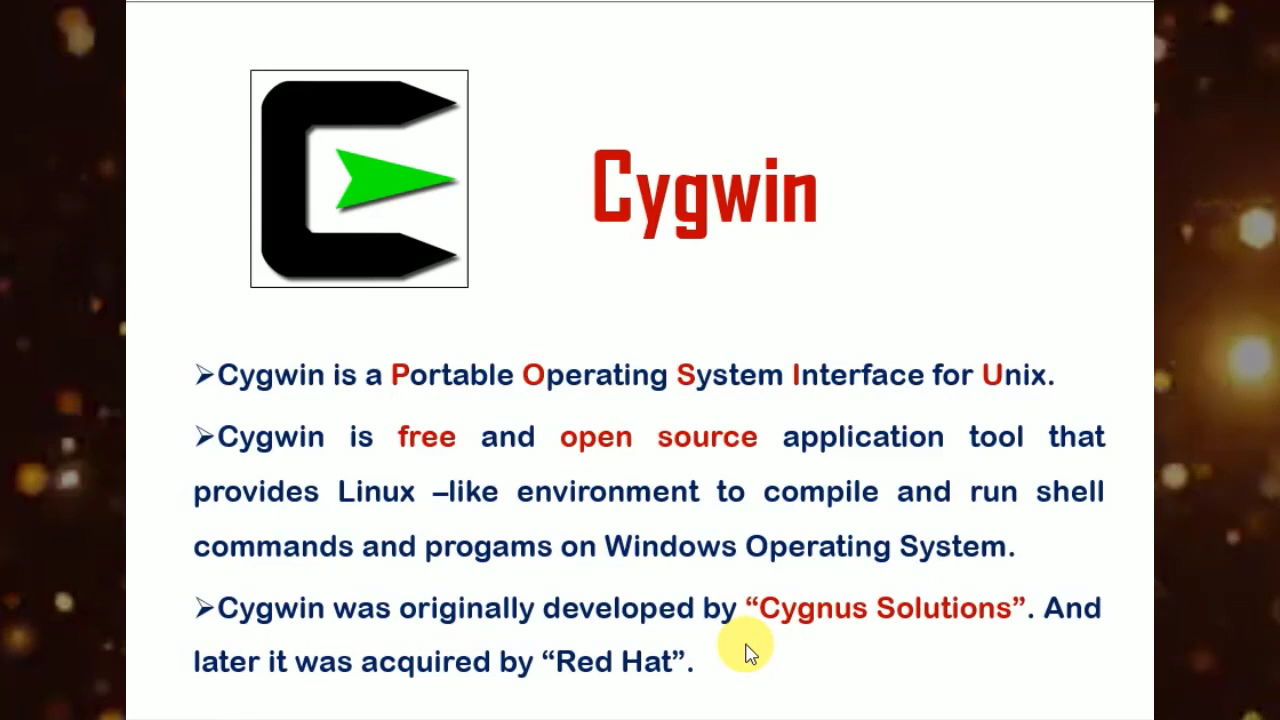 Cygwin
➢Cygwin is a Portable Operating System Interface for Unix.
➢Cygwin is free and open source application tool that
provides Linux –like environment to compile and run shell
commands and progams on Windows Operating System.
➢Cygwin was originally developed by “Cygnus Solutions”. And
later it was acquired by “Red Hat”.